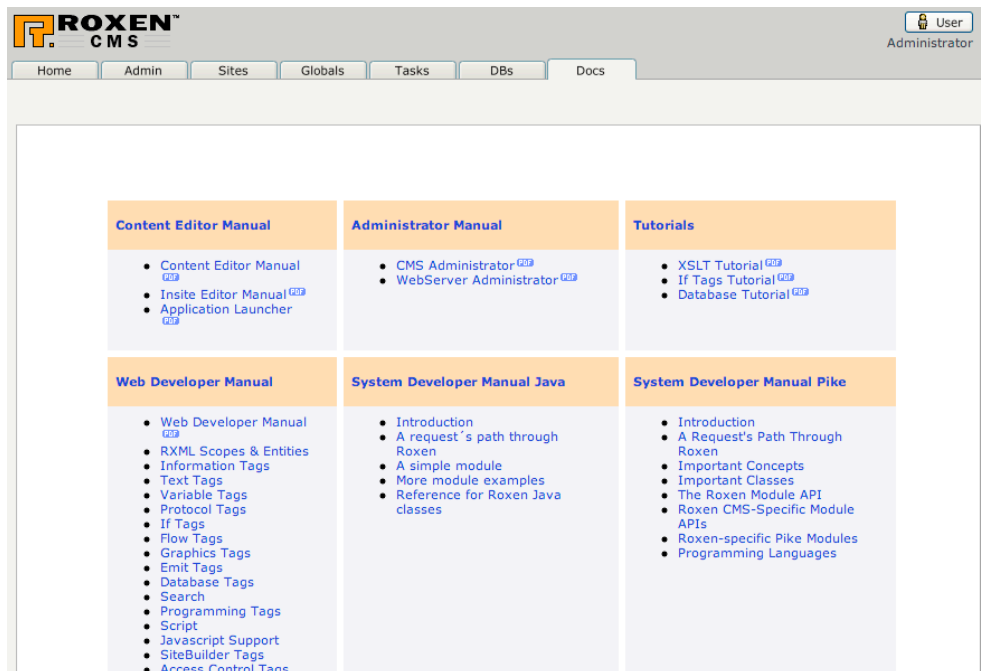 ROXEN™
CMS
User
Administrator
Home Admin Sites Globals Tasks DBs Docs
Content Editor Manual
Content Editor Manual
PDF
Insite Editor Manual PDF
Application Launcher
PDF
Administrator Manual
CMS Administrator PDF
WebServer Administrator PDF
Tutorials
XSLT Tutorial PDF
If Tags Tutorial PDF
Database Tutorial PDF
Web Developer Manual
Web Developer Manual
PDF
RXML Scopes & Entities
Information Tags
Text Tags
Variable Tags
Protocol Tags
If Tags
Flow Tags
Graphics Tags
Emit Tags
Database Tags
Search
Programming Tags
Script
Javascript Support
SiteBuilder Tags
Access Control Tags
System Developer Manual Java
Introduction
A request´s path through
Roxen
A simple module
More module examples
Reference for Roxen Java
classes
System Developer Manual Pike
Introduction
A Request's Path Through
Roxen
Important Concepts
Important Classes
The Roxen Module API
Roxen CMS-Specific Module
APIs
Roxen-specific Pike Modules
Programming Languages